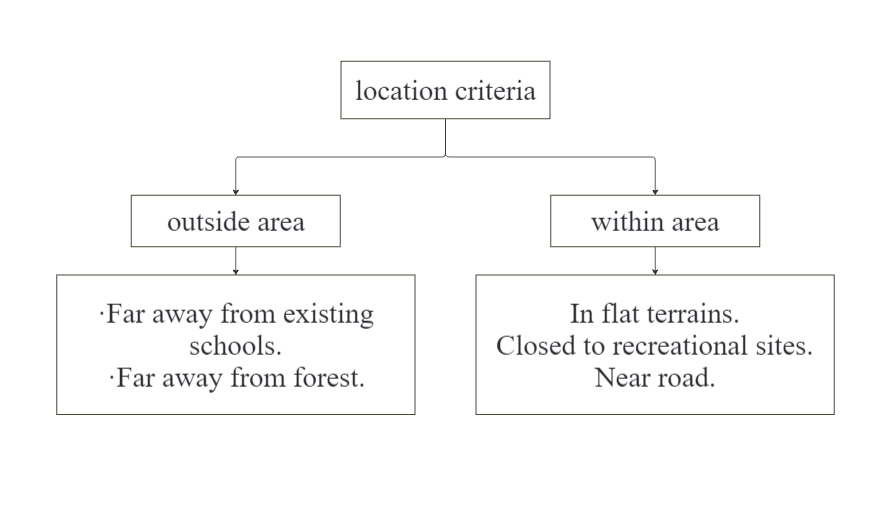 location criteria
outside area
within area
·Far away from existing
schools.
·Far away from forest.
In flat terrains.
Closed to recreational sites.
Near road.